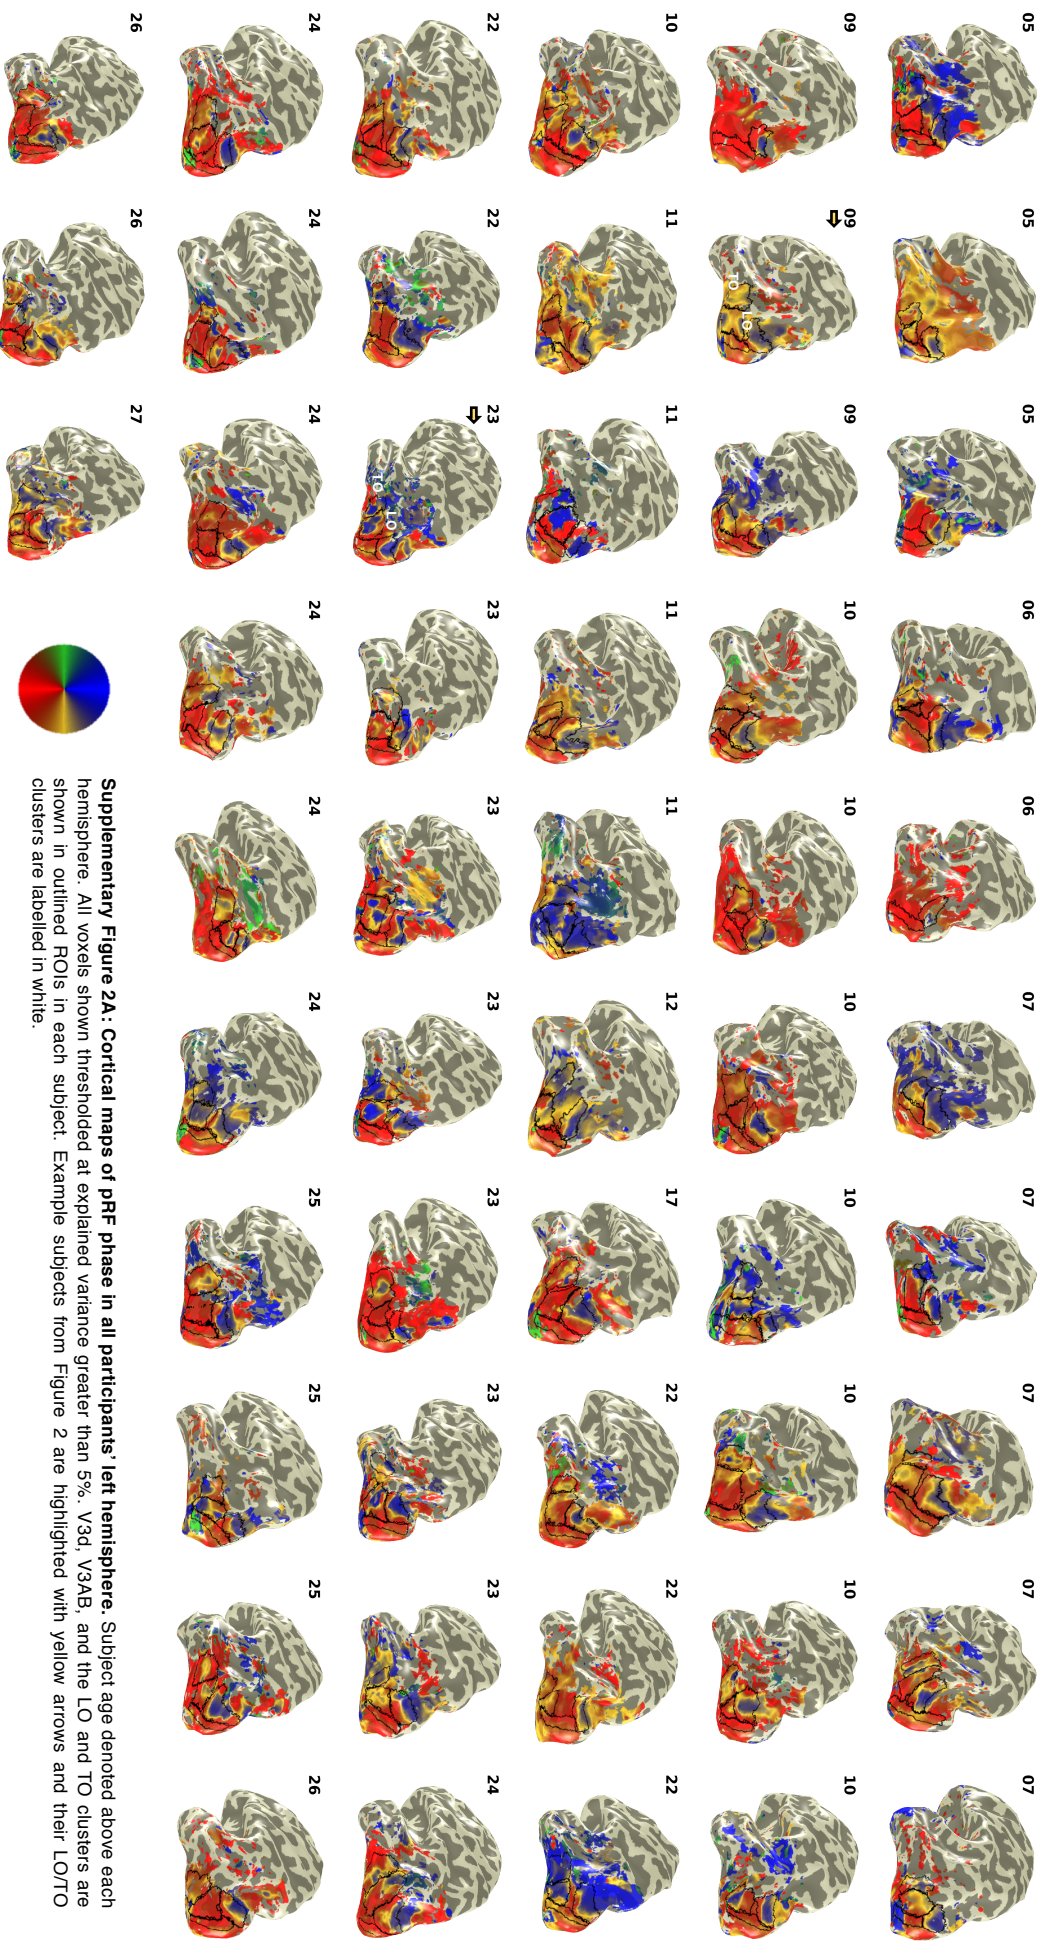 05 05 05 06 06 07 07 07 07 07
09 09 09 10 10 10 10 10 10 10
TO LO
10 11 11 11 11 12 17 22 22 22
22 22 23 23 23 23 23 23 23 24
TO LO
24 24 24 24 24 24 25 25 25 26
26 26 27
Supplementary Figure 2A: Cortical maps of pRF phase in all participants' left hemisphere. Subject age denoted above each
hemisphere. All voxels shown thresholded at explained variance greater than 5%. V3d, V3AB, and the LO and TO clusters are
shown in outlined ROIs in each subject. Example subjects from Figure 2 are highlighted with yellow arrows and their LO/TO
clusters are labelled in white.